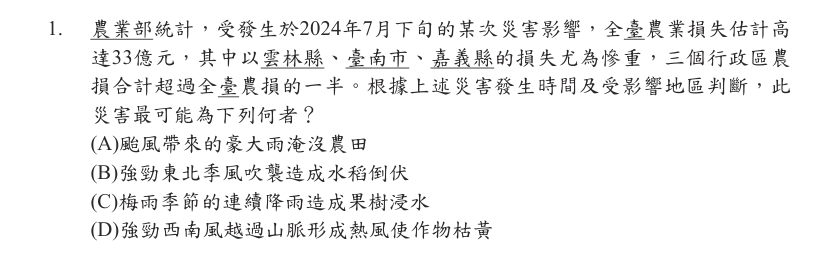 1. 農業部統計，受發生於2024年7月下旬的某次災害影響，全臺農業損失估計高
達33億元，其中以雲林縣、臺南市、嘉義縣的損失尤為慘重，三個行政區農
損合計超過全臺農損的一半。根據上述災害發生時間及受影響地區判斷，此
災害最可能為下列何者？
(A)颱風帶來的豪大雨淹沒農田
(B)強勁東北季風吹襲造成水稻倒伏
(C)梅雨季節的連續降雨造成果樹浸水
(D)強勁西南風越過山脈形成熱風使作物枯黃